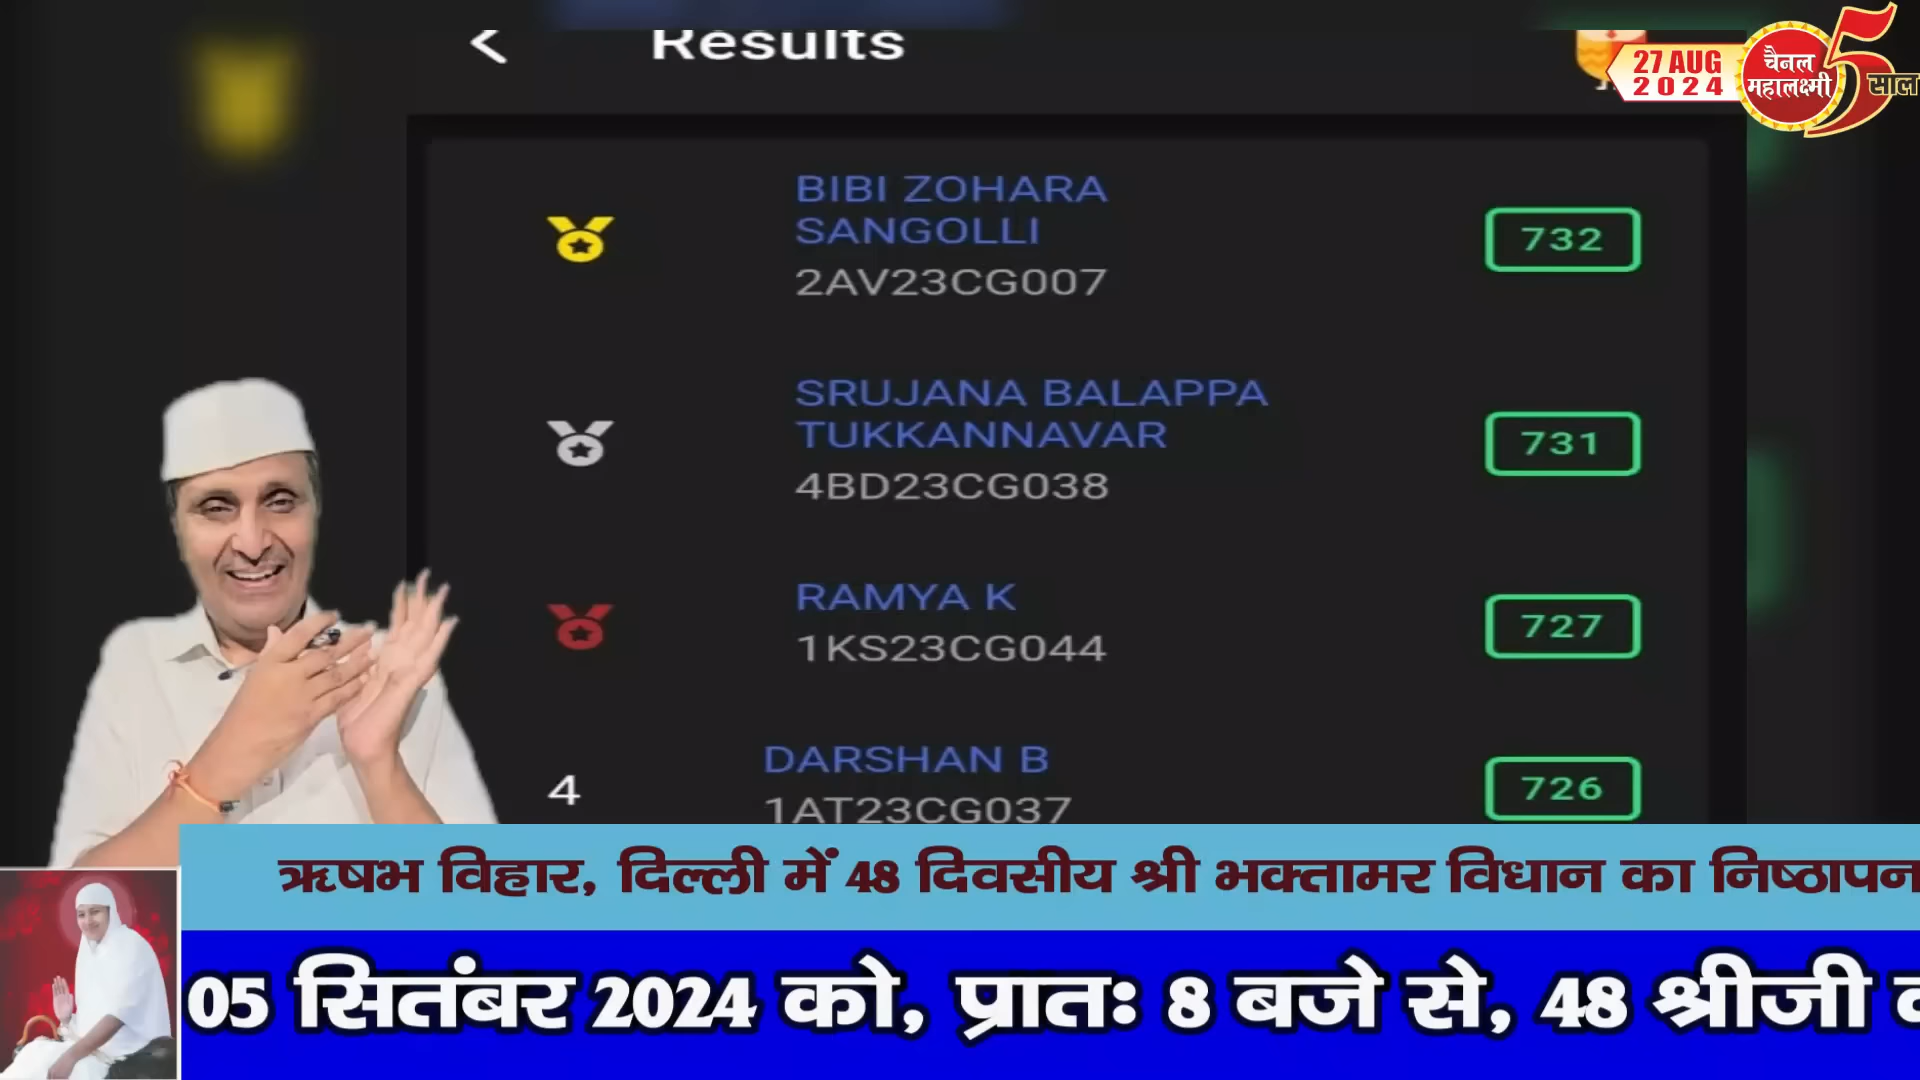 Results
27 AUG
2024
चैनल
महालक्ष्मी
5
साल
BIBI ZOHARA
SANGOLLI
2AV23CG007
732
SRUJANA BALAPPA
TUKKANNAVAR
4BD23CG038
731
RAMYA K
1KS23CG044
727
4
DARSHAN B
1AT23CG037
726
ऋषभ विहार, दिल्ली में 48 दिवसीय श्री भक्तामर विधान का निष्ठापन
05 सितंबर 2024 को, प्रातः 8 बजे से, 48 श्रीजी